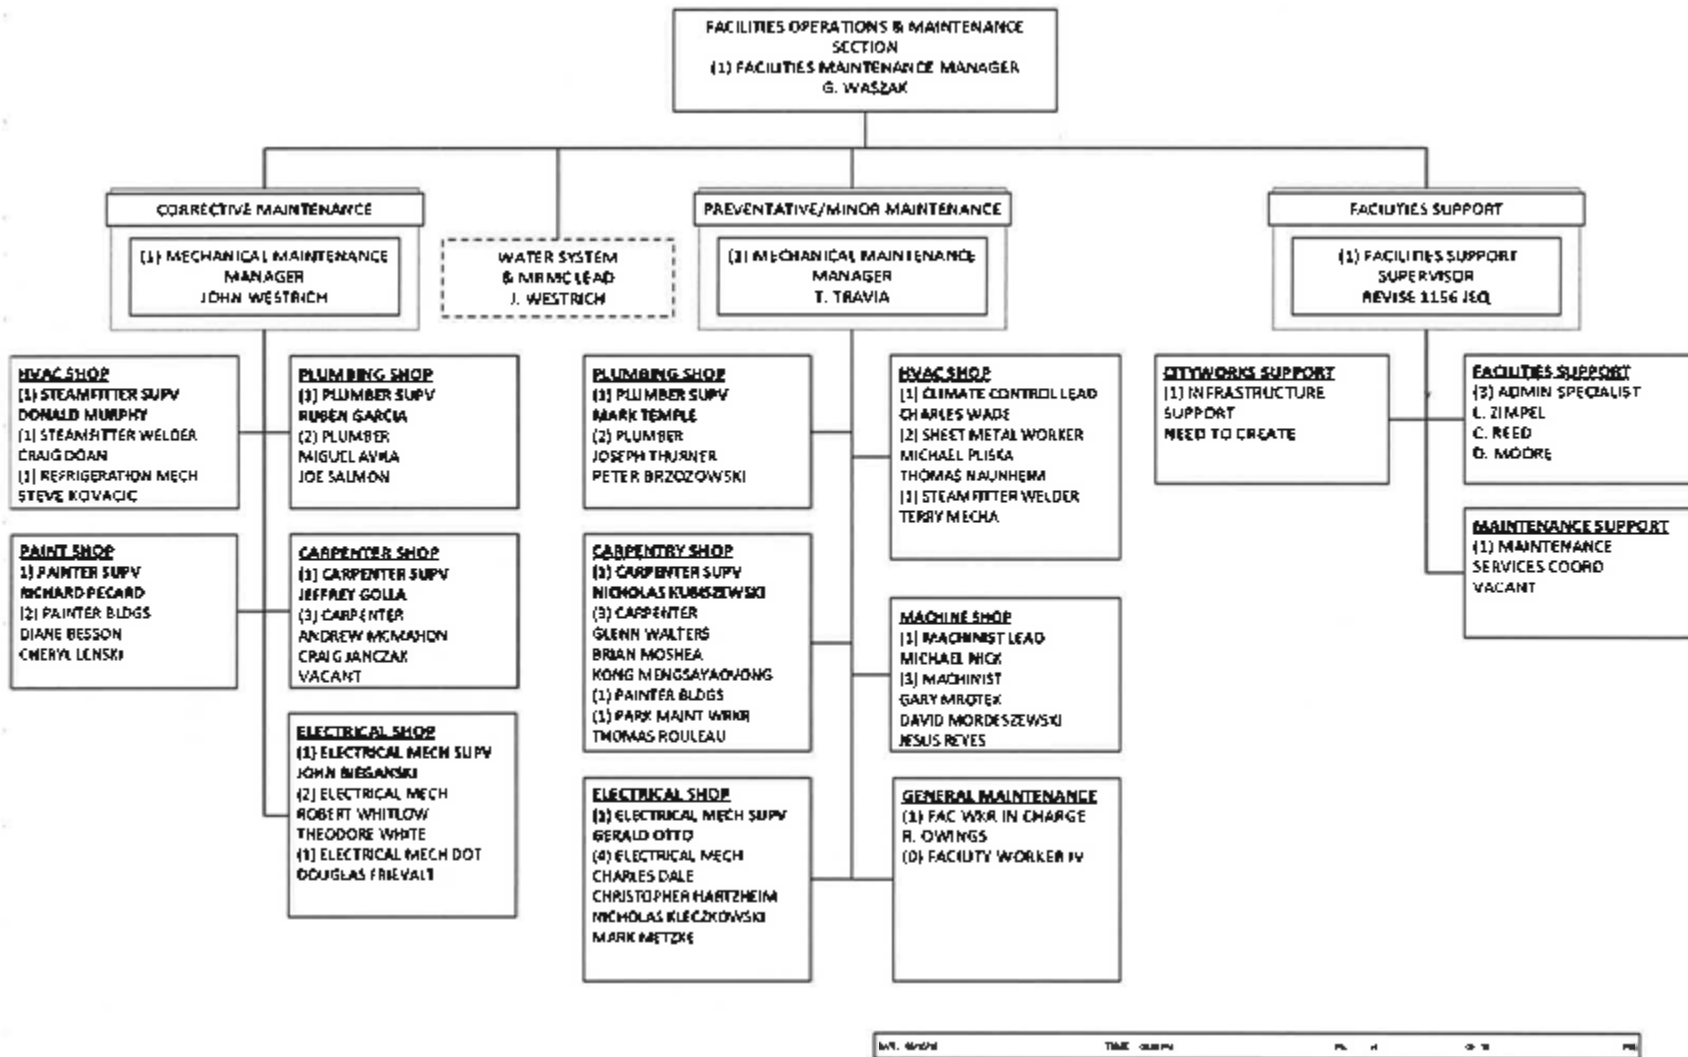 FACILITIES OPERATIONS & MAINTENANCE
SECTION
(1) FACILITIES MAINTENANCE MANAGER
G. WASZAK
CORRECTIVE MAINTENANCE
(1) MECHANICAL MAINTENANCE
MANAGER
JOHN WESTRICH
WATER SYSTEM
& MRMC LEAD
J. WESTRICH
PREVENTATIVE/MINOR MAINTENANCE
(1) MECHANICAL MAINTENANCE
MANAGER
T. TRAVIA
FACILITIES SUPPORT
(1) FACILITIES SUPPORT
SUPERVISOR
REVISE 1156 JEQ
HVAC SHOP
(1) STEAMFITTER SUPV
DONALD MURPHY
(1) STEAMFITTER WELDER
CRAIG DOAN
(1) REFRIGERATION MECH
STEVE KOVACIC
PLUMBING SHOP
(1) PLUMBER SUPV
RUBEN GARCIA
(2) PLUMBER
MIGUEL AVILA
JOE SALMON
PAINT SHOP
1) PAINTER SUPV
RICHARD PECARD
(2) PAINTER BLDGS
DIANE BESSON
CHERYL LENSKI
CARPENTER SHOP
(1) CARPENTER SUPV
JEFFREY GOLLA
(3) CARPENTER
ANDREW MCMAHON
CRAIG JANCZAK
VACANT
ELECTRICAL SHOP
(1) ELECTRICAL MECH SUPV
JOHN BIEGANSKI
(2) ELECTRICAL MECH
ROBERT WHITLOW
THEODORE WHITE
(1) ELECTRICAL MECH DOT
DOUGLAS FRIEVALT
PLUMBING SHOP
(1) PLUMBER SUPV
MARK TEMPLE
(2) PLUMBER
JOSEPH THURNER
PETER BRZOZOWSKI
CARPENTRY SHOP
(1) CARPENTER SUPV
NICHOLAS KUBISZEWSKI
(3) CARPENTER
GLENN WALTERS
BRIAN MOSHEA
KONG MENGSAYAOVONG
(1) PAINTER BLDGS
(1) PARK MAINT WRKR
THOMAS ROULEAU
ELECTRICAL SHOP
(1) ELECTRICAL MECH SUPV
GERALD OTTO
(4) ELECTRICAL MECH
CHARLES DALE
CHRISTOPHER HARTZHEIM
NICHOLAS KLECZKOWSKI
MARK METZKE
HVAC SHOP
(1) CLIMATE CONTROL LEAD
CHARLES WADE
(2) SHEET METAL WORKER
MICHAEL PLISKA
THOMAS NAUNHEIM
(1) STEAMFITTER WELDER
TERRY MECHA
MACHINE SHOP
(1) MACHINIST LEAD
MICHAEL NICK
(3) MACHINIST
GARY MROTEK
DAVID MORDESZEWSKI
JESUS REYES
GENERAL MAINTENANCE
(1) FAC WKR IN CHARGE
R. OWINGS
(0) FACILITY WORKER IV
CITYWORKS SUPPORT
(1) INFRASTRUCTURE
SUPPORT
NEED TO CREATE
FACILITIES SUPPORT
(3) ADMIN SPECIALIST
L. ZIMPEL
C. REED
D. MOORE
MAINTENANCE SUPPORT
(1) MAINTENANCE
SERVICES COORD
VACANT
TIME